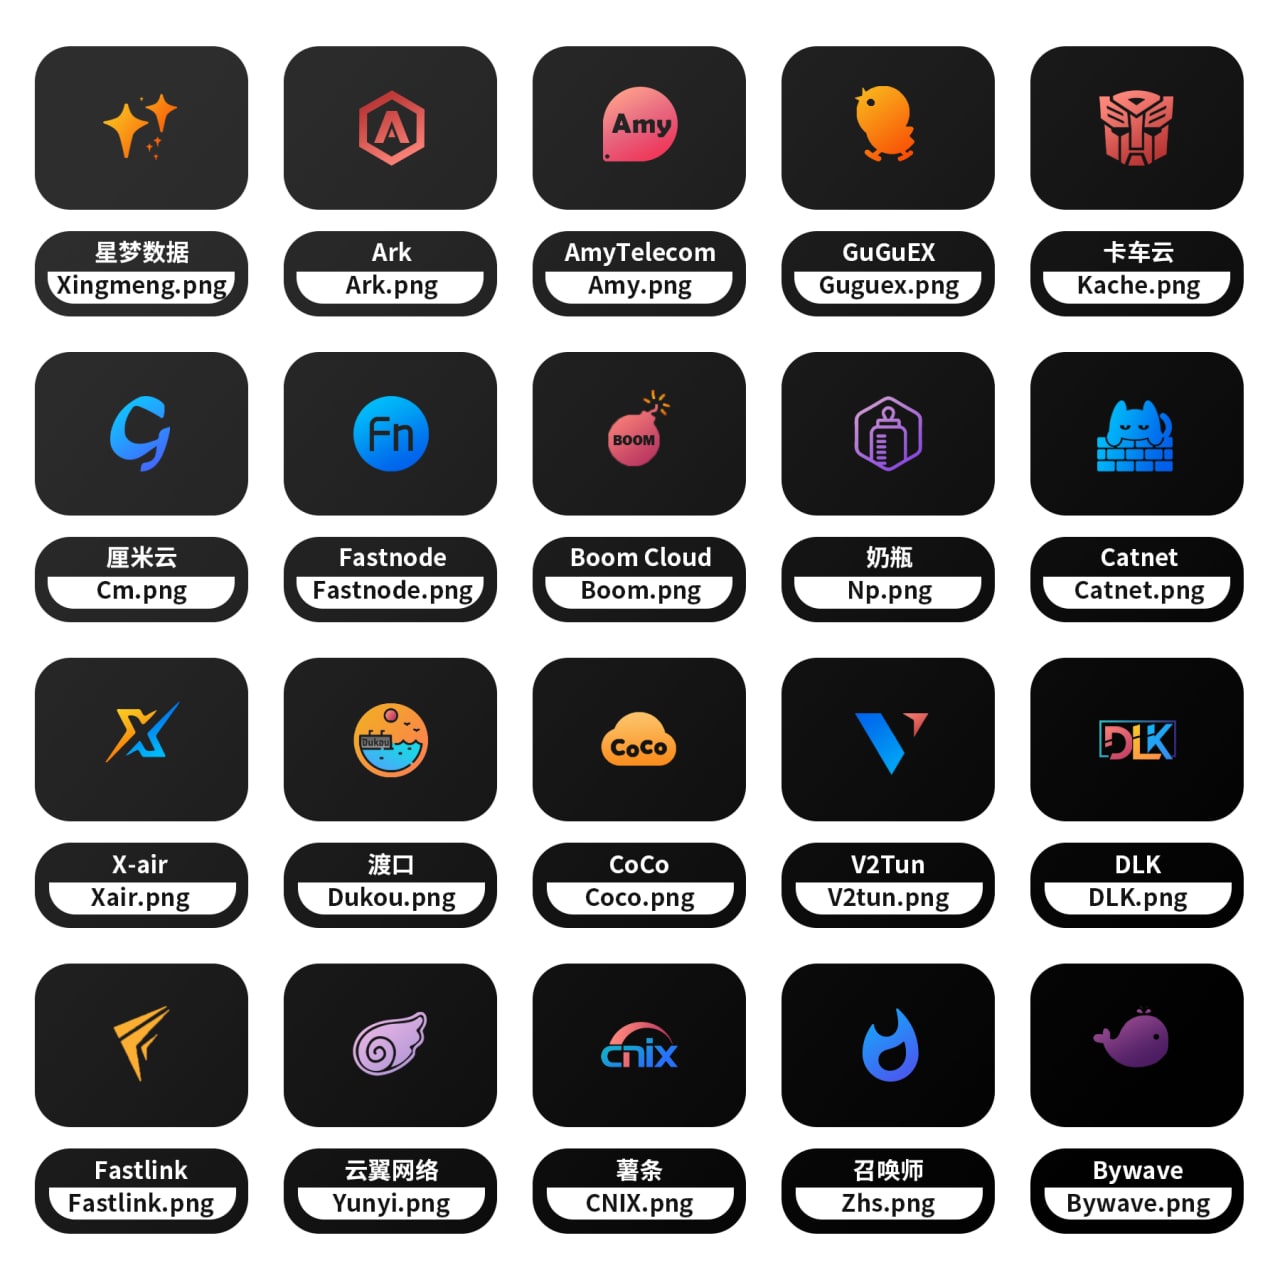 Amy
星梦数据
Xingmeng.png
Ark
Ark.png
AmyTelecom
Amy.png
GuGuEX
Guguex.png
卡车云
Kache.png
Fn
BOOM
厘米云
Cm.png
Fastnode
Fastnode.png
Boom Cloud
Boom.png
奶瓶
Np.png
Catnet
Catnet.png
Dukou
CoCo
DLK
X-air
Xair.png
渡口
Dukou.png
CoCo
Coco.png
V2Tun
V2tun.png
DLK
DLK.png
cnix
Fastlink
Fastlink.png
云翼网络
Yunyi.png
薯条
CNIX.png
召唤师
Zhs.png
Bywave
Bywave.png